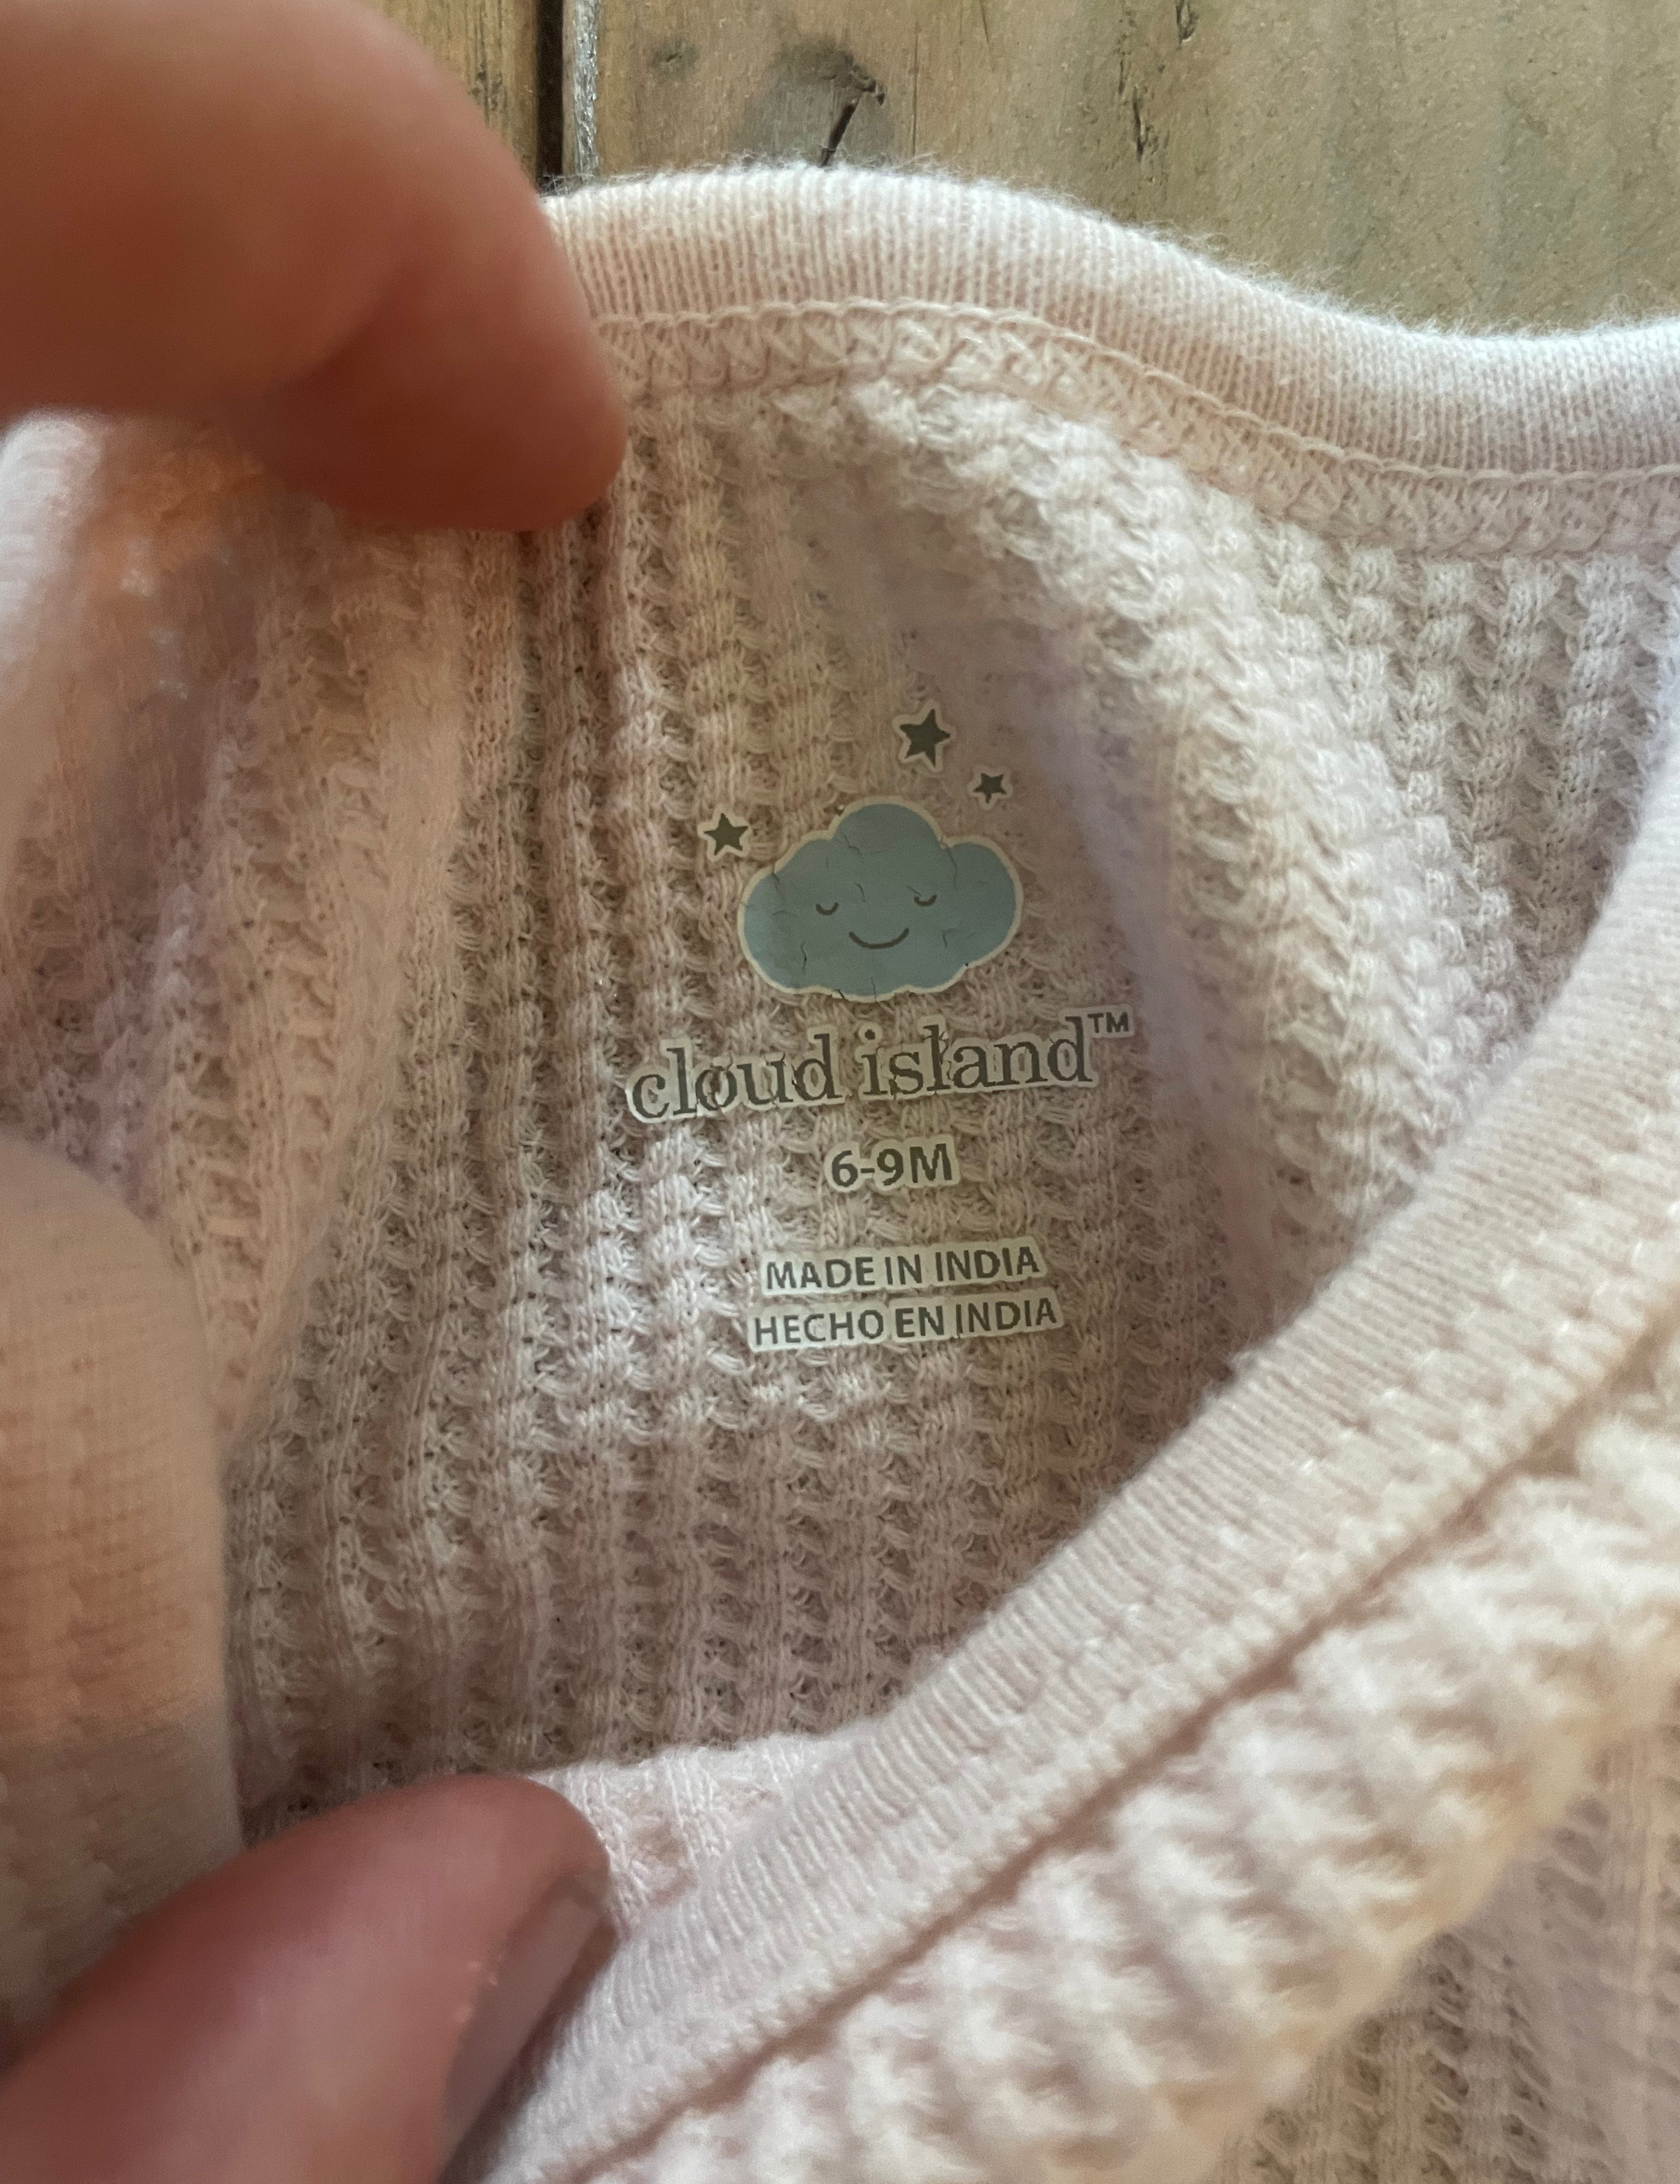 cloud island™
6-9M
MADE IN INDIA
HECHO EN INDIA